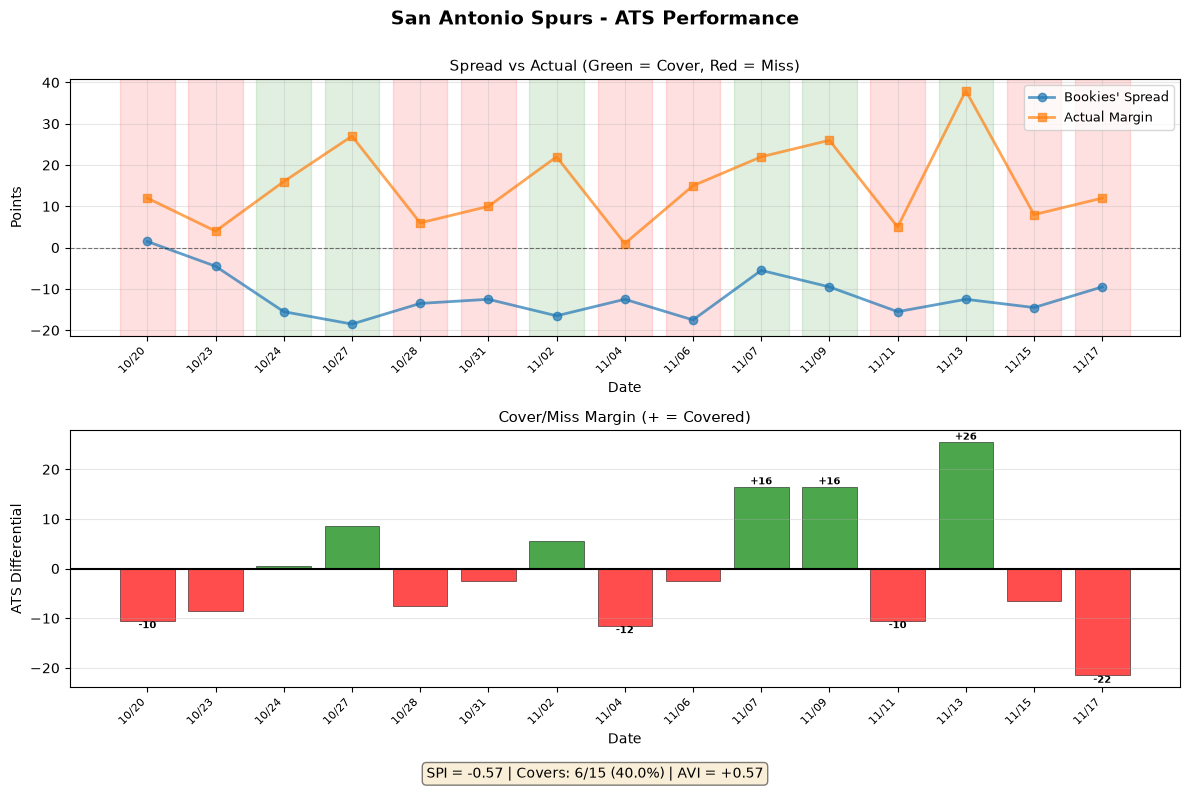 San Antonio Spurs - ATS Performance
Spread vs Actual (Green = Cover, Red = Miss)
Points
40
30
20
10
0
−10
−20
Bookies' Spread
Actual Margin
10/20 10/23 10/24 10/27 10/28 10/31 11/02 11/04 11/06 11/07 11/09 11/11 11/13 11/15 11/17
Date
Cover/Miss Margin (+ = Covered)
ATS Differential
20
10
0
−10
−20
-10 -12 +16 +16 -10 +26 -22
10/20 10/23 10/24 10/27 10/28 10/31 11/02 11/04 11/06 11/07 11/09 11/11 11/13 11/15 11/17
Date
SPI = -0.57 | Covers: 6/15 (40.0%) | AVI = +0.57